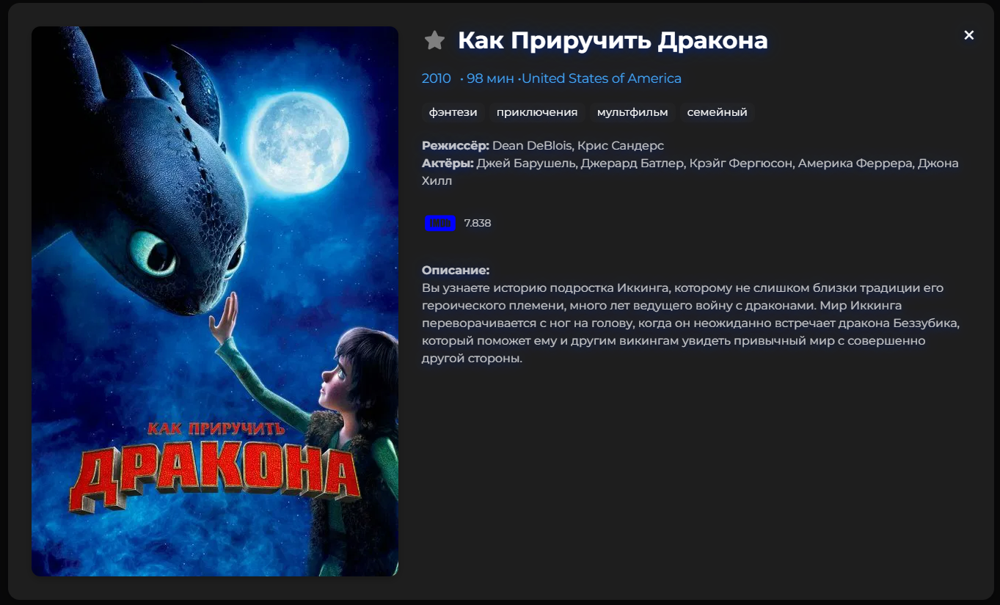 Как Приручить Дракона
2010 • 98 мин •United States of America
фэнтези приключения мультфильм семейный
Режиссёр: Dean DeBlois, Крис Сандерс
Актёры: Джей Барушель, Джерард Батлер, Крэйг Фергюсон, Америка Феррера, Джона
Хилл
7.838
Описание:
Вы узнаете историю подростка Иккинга, которому не слишком близки традиции его
героического племени, много лет ведущего войну с драконами. Мир Иккинга
переворачивается с ног на голову, когда он неожиданно встречает дракона Беззубика,
который поможет ему и другим викингам увидеть привычный мир с совершенно
другой стороны.
КАК ПРИРУЧИТЬ
ДРАКОНА